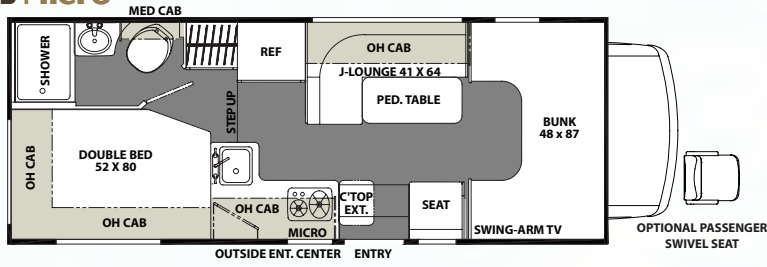 MED CAB
SHOWER
REF
OH CAB
J-LOUNGE 41 X 64
PED. TABLE
STEP UP
BUNK
48 x 87
DOUBLE BED
52 X 80
OH CAB
OH CAB
OH CAB
MICRO
C'TOP
EXT.
SEAT
SWING-ARM TV
OUTSIDE ENT. CENTER
ENTRY
OPTIONAL PASSENGER
SWIVEL SEAT